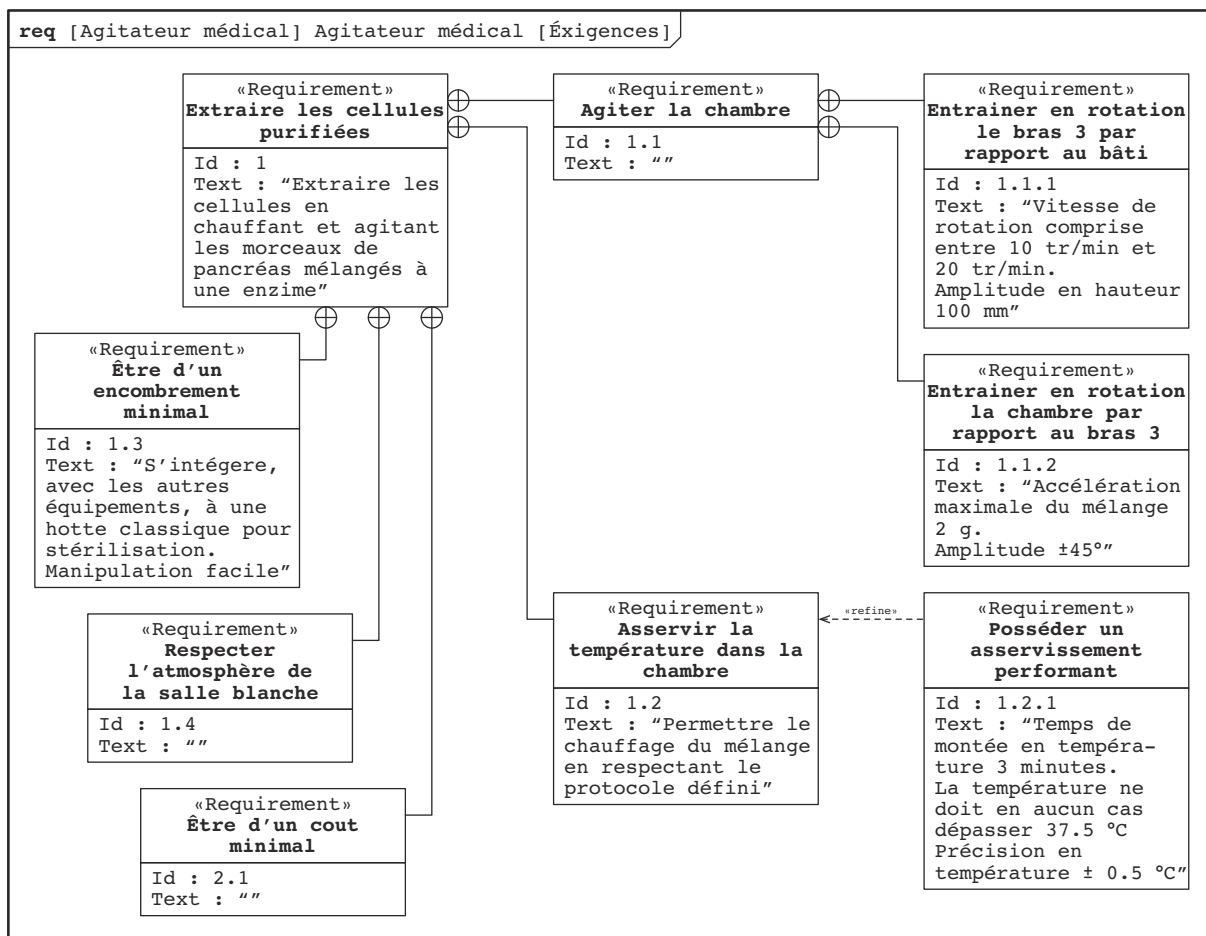 req [Agitateur médical] Agitateur médical [Éxigences]
«Requirement»
Extraire les cellules
purifiées
Id : 1
Text : “Extraire les
cellules en
chauffant et agitant
les morceaux de
pancréas mélangés à
une enzime”
«Requirement»
Agiter la chambre
Id : 1.1
Text : “”
«Requirement»
Entrainer en rotation
le bras 3 par
rapport au bâti
Id : 1.1.1
Text : “Vitesse de
rotation comprise
entre 10 tr/min et
20 tr/min.
Amplitude en hauteur
100 mm”
«Requirement»
Être d'un
encombrement
minimal
Id : 1.3
Text : “S'intégere,
avec les autres
équipements, à une
hotte classique pour
stérilisation.
Manipulation facile”
«Requirement»
Entrainer en rotation
la chambre par
rapport au bras 3
Id : 1.1.2
Text : “Accélération
maximale du mélange
2 g.
Amplitude ±45°”
«Requirement»
Respecter
l'atmosphère de
la salle blanche
Id : 1.4
Text : “”
«Requirement»
Asservir la
température dans la
chambre
Id : 1.2
Text : “Permettre le
chauffage du mélange
en respectant le
protocole défini”
«refine»
«Requirement»
Posséder un
asservissement
performant
Id : 1.2.1
Text : “Temps de
montée en tempéra-
ture 3 minutes.
La température ne
doit en aucun cas
dépasser 37.5 °C
Précision en
température ± 0.5 °C”
«Requirement»
Être d'un cout
minimal
Id : 2.1
Text : “”